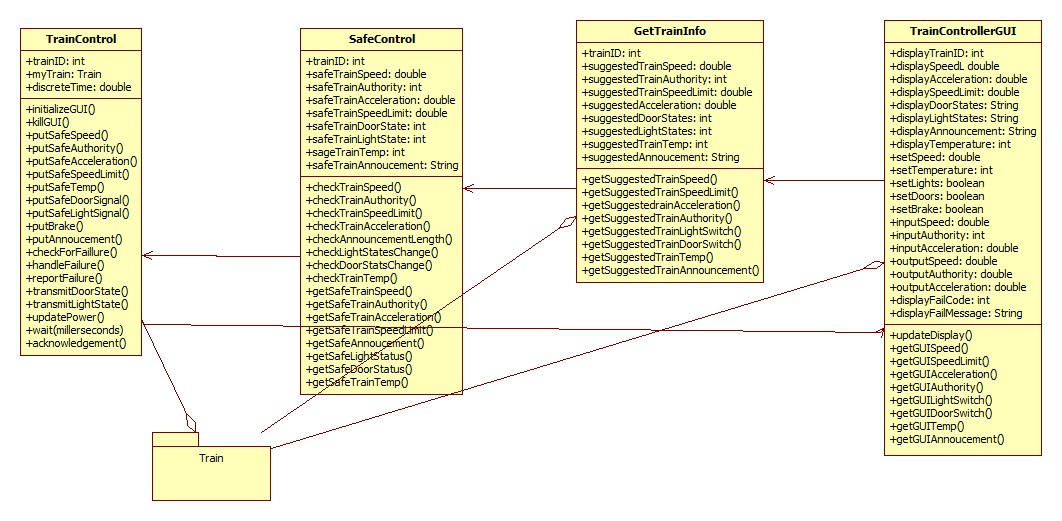 TrainControl
+trainID: int
+myTrain: Train
+discreteTime: double
+initializeGUI()
+killGUI()
+putSafeSpeed()
+putSafeAuthority()
+putSafeAcceleration()
+putSafeSpeedLimit()
+putSafeTemp()
+putSafeDoorSignal()
+putSafeLightSignal()
+putBrake()
+putAnnoucement()
+checkForFaillure()
+handleFailure()
+reportFailure()
+transmitDoorState()
+transmitLightState()
+updatePower()
+wait(millerseconds)
+acknowledgement()
SafeControl
+trainID: int
+safeTrainSpeed: double
+safeTrainAuthority: int
+safeTrainAcceleration: double
+safeTrainSpeedLimit: double
+safeTrainDoorState: int
+safeTrainLightState: int
+sageTrainTemp: int
+safeTrainAnnoucement: String
+checkTrainSpeed()
+checkTrainAuthority()
+checkTrainSpeedLimit()
+checkTrainAcceleration()
+checkAnnouncementLength()
+checkLightStatesChange()
+checkDoorStatsChange()
+checkTrainTemp()
+getSafeTrainSpeed()
+getSafeTrainAuthority()
+getSafeTrainAcceleration()
+getSafeTrainSpeedLimit()
+getSafeAnnoucement()
+getSafeLightStatus()
+getSafeDoorStatus()
+getSafeTrainTemp()
GetTrainInfo
+trainID: int
+suggestedTrainSpeed: double
+suggestedTrainAuthority: int
+suggestedTrainSpeedLimit: double
+suggestedAcceleration: double
+suggestedDoorStates: int
+suggestedLightStates: int
+suggestedTrainTemp: int
+suggestedAnnoucement: String
+getSuggestedTrainSpeed()
+getSuggestedTrainSpeedLimit()
+getSuggestedrainAcceleration()
+getSuggestedTrainAuthority()
+getSuggestedTrainLightSwitch()
+getSuggestedTrainDoorSwitch()
+getSuggestedTrainTemp()
+getSuggestedTrainAnnouncement()
TrainControllerGUI
+displayTrainID: int
+displaySpeedL double
+displayAcceleration: double
+displaySpeedLimit: double
+displayDoorStates: String
+displayLightStates: String
+displayAnnouncement: String
+displayTemperature: int
+setSpeed: double
+setTemperature: int
+setLights: boolean
+setDoors: boolean
+setBrake: boolean
+inputSpeed: double
+inputAuthority: int
+inputAcceleration: double
+outputSpeed: double
+outputAuthority: double
+outputAcceleration: double
+displayFailCode: int
+displayFailMessage: String
+updateDisplay()
+getGUISpeed()
+getGUISpeedLimit()
+getGUIAcceleration()
+getGUIAuthority()
+getGUILightSwitch()
+getGUIDoorSwitch()
+getGUITemp()
+getGUIAnnoucement()
Train